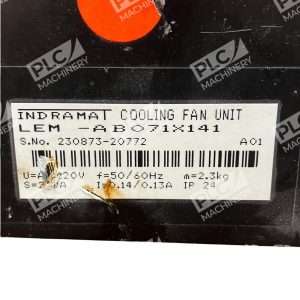 PLC
MACHINERY
INDRAMAT COOLING FAN UNIT
LEM -AB071X141
S.No. 230873-20772 A01
f=50/60Hz m=2.3kg
I=0.14/0.13A IP 24